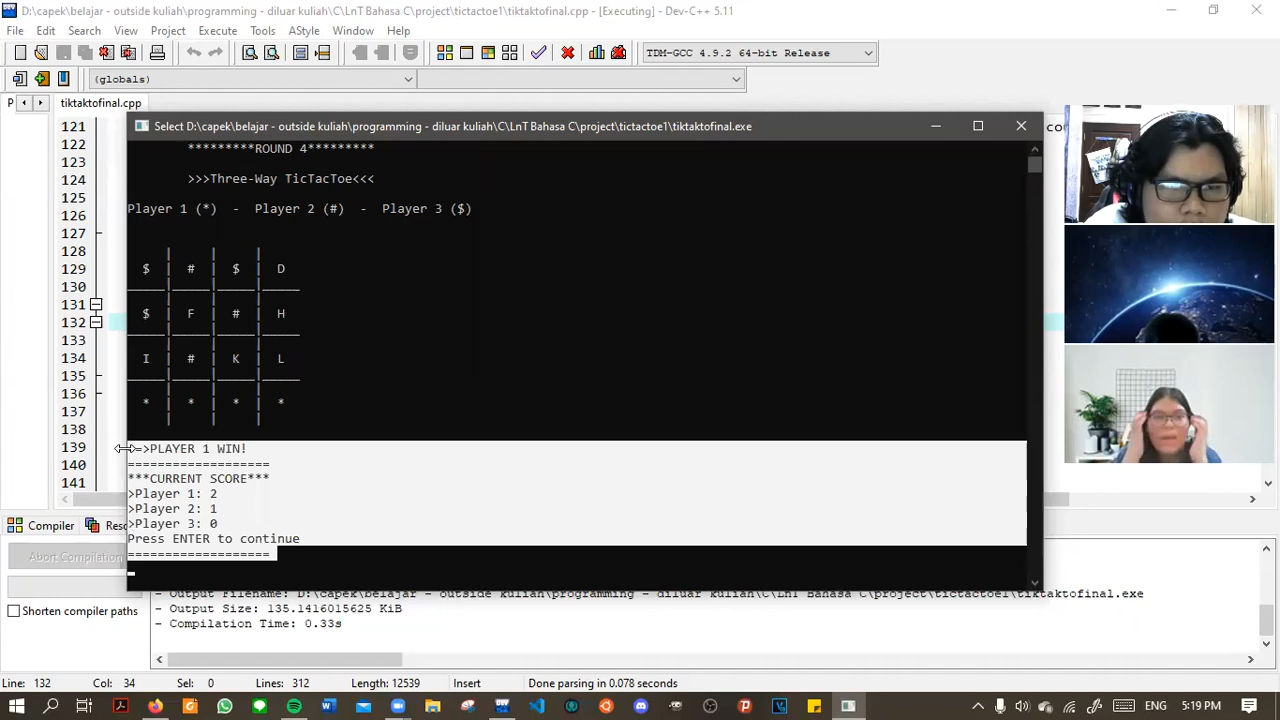 D:\capek\belajar - outside kuliah\programming - diluar kuliah\C\LnT Bahasa C\project\tictactoe1\tiktaktofinal.cpp - [Executing] - Dev-C++ 5.11
File Edit Search View Project Execute Tools AStyle Window Help
TDM-GCC 4.9.2 64-bit Release
(globals)
P tiktaktofinal.cpp
Select D:\capek\belajar - outside kuliah\programming - diluar kuliah\C\LnT Bahasa C\project\tictactoe1\tiktaktofinal.exe
121
122
123
124
125
126
127
128
129
130
131
132
133
134
135
136
137
138
139
140
141
*********ROUND 4*********
>>>Three-Way TicTacToe<<<
Player 1 (*) - Player 2 (#) - Player 3 ($)
$ | # | $ | D
$ | F | # | H
I | # | K | L
* | * | * | *
=>PLAYER 1 WIN!
===================
***CURRENT SCORE***
>Player 1: 2
>Player 2: 1
>Player 3: 0
Press ENTER to continue
===================
Compiler Reso
Abort Compilation
Shorten compiler paths
- Output Filename: D:\capek\belajar - outside kuliah\programming - diluar kuliah\C\LnT Bahasa C\project\tictactoe1\tiktaktofinal.exe
- Output Size: 135.1416015625 KiB
- Compilation Time: 0.33s
Line: 132 Col: 34 Sel: 0 Lines: 312 Length: 12539 Insert Done parsing in 0.078 seconds
ENG 5:19 PM